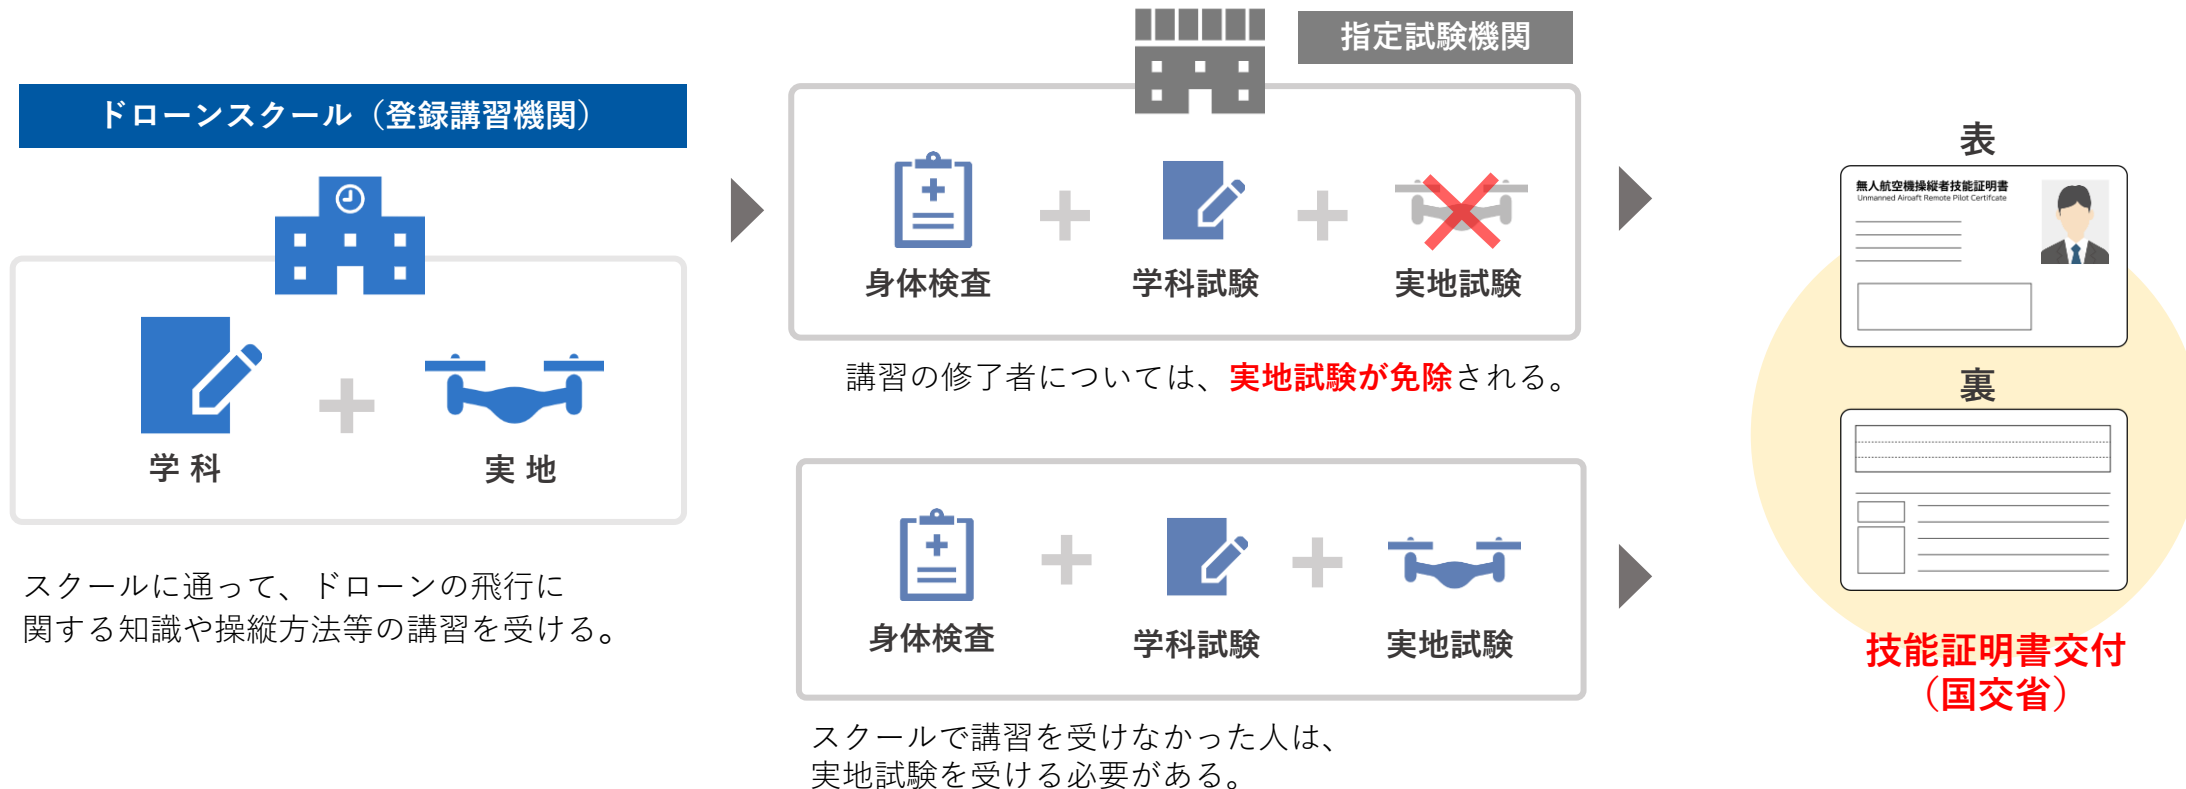 ドローンスクール（登録講習機関）
学科
実地
スクールに通って、ドローンの飛行に
関する知識や操縦方法等の講習を受ける。
指定試験機関
身体検査
学科試験
実地試験
講習の修了者については、実地試験が免除される。
身体検査
学科試験
実地試験
スクールで講習を受けなかった人は、
実地試験を受ける必要がある。
表
無人航空機操縦者技能証明書
Unmanned Airoaft Remote Pilot Certifcate
裏
技能証明書交付
（国交省）